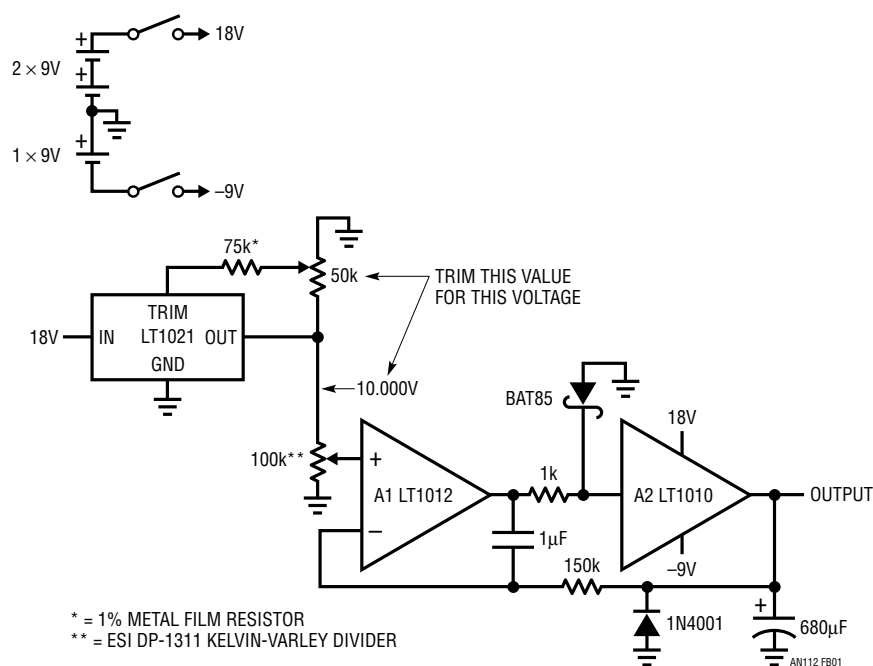 +
18V
2 × 9V
+
+
1 × 9V
–9V
75k*
50k
TRIM THIS VALUE
FOR THIS VOLTAGE
TRIM
18V
IN
LT1021
OUT
GND
10.000V
BAT85
18V
100k**
+
A1 LT1012
–
1k
A2 LT1010
OUTPUT
1µF
150k
–9V
+
* = 1% METAL FILM RESISTOR
** = ESI DP-1311 KELVIN-VARLEY DIVIDER
1N4001
680µF
AN112 FB01